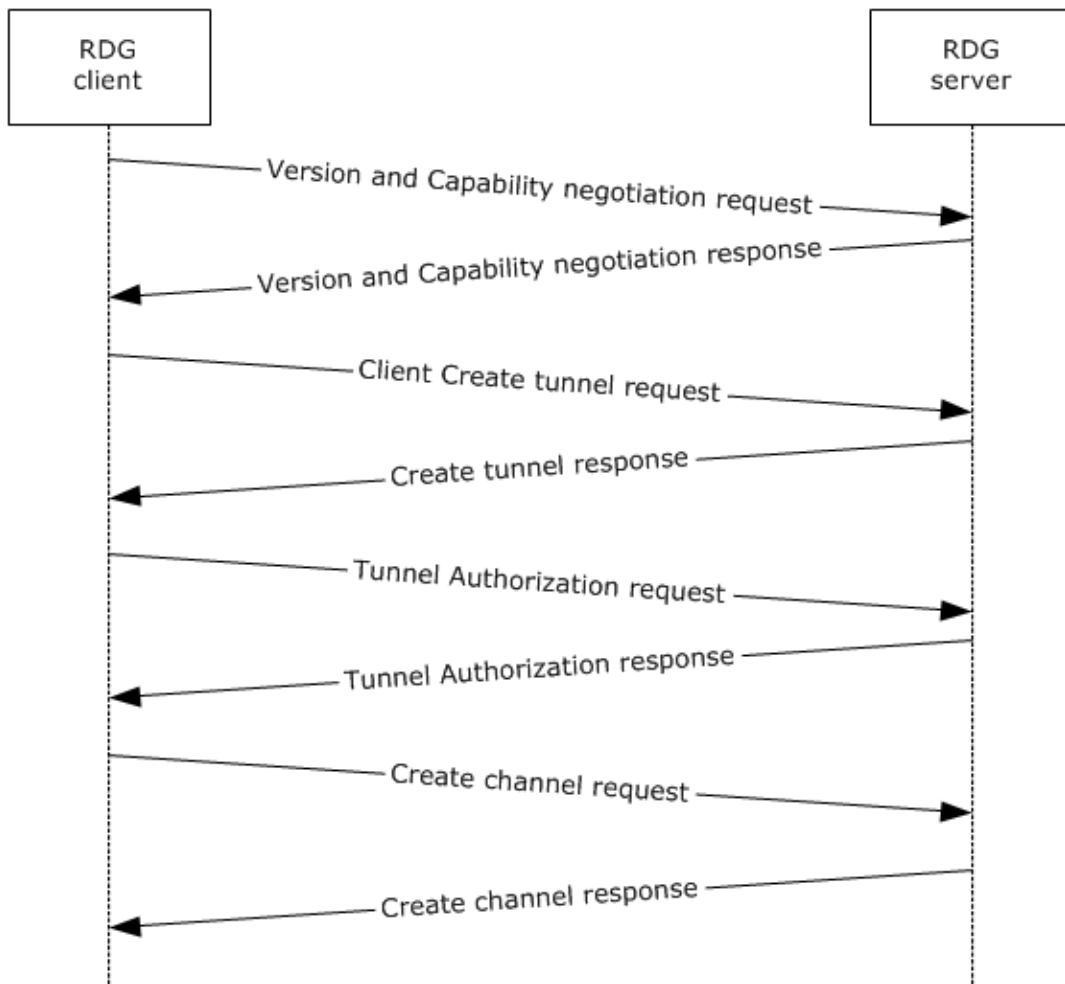 RDG
client
RDG
server
Version and Capability negotiation request
Version and Capability negotiation response
Client Create tunnel request
Create tunnel response
Tunnel Authorization request
Tunnel Authorization response
Create channel request
Create channel response